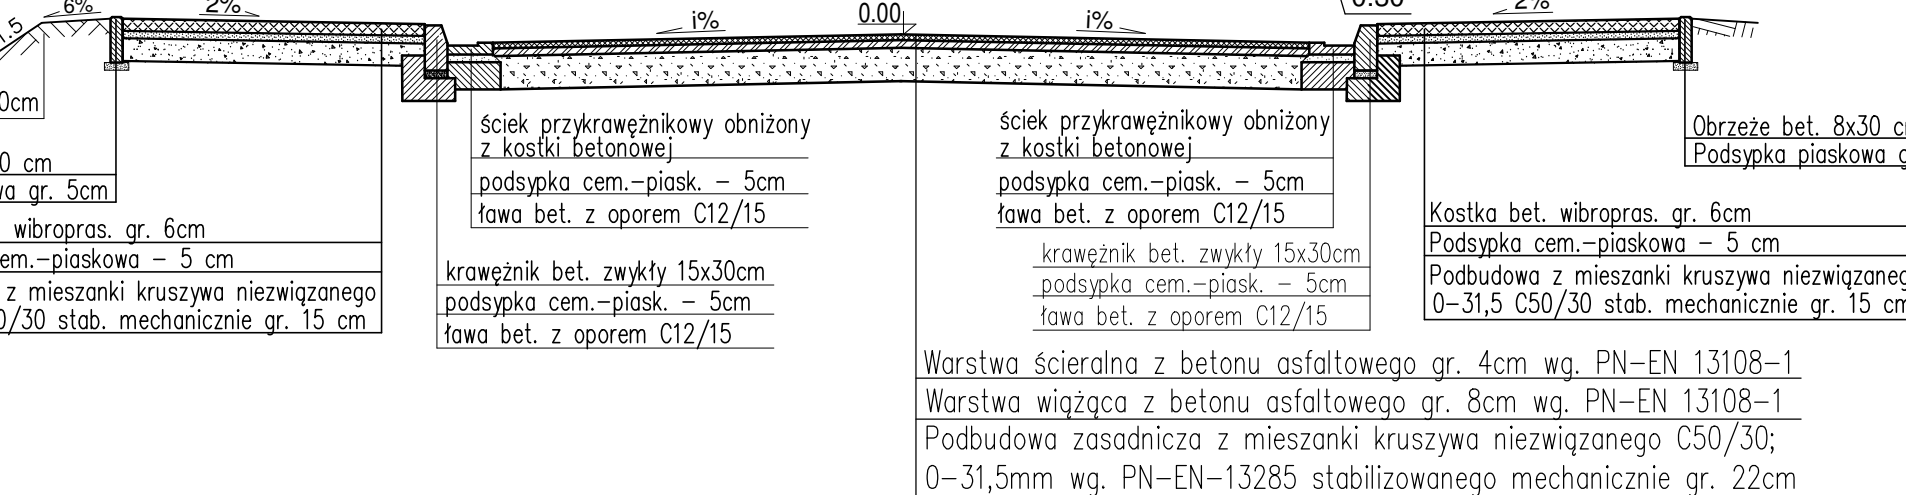 6%
2%
i%
0.00
i%
2%
1.5
0cm
0 cm
gr. 5cm
wibropras. gr. 6cm
cem.-piaskowa - 5 cm
z mieszanki kruszywa niezwiązanego
stab. mechanicznie gr. 15 cm
ściek przykrawężnikowy obniżony
z kostki betonowej
podsypka cem.-piask. - 5cm
ława bet. z oporem C12/15
krawężnik bet. zwykły 15x30cm
podsypka cem.-piask. - 5cm
ława bet. z oporem C12/15
ściek przykrawężnikowy obniżony
z kostki betonowej
podsypka cem.-piask. - 5cm
ława bet. z oporem C12/15
krawężnik bet. zwykły 15x30cm
podsypka cem.-piask. - 5cm
ława bet. z oporem C12/15
Obrzeże bet. 8x30
Podsypka piaskowa
Kostka bet. wibropras. gr. 6cm
Podsypka cem.-piaskowa - 5 cm
Podbudowa z mieszanki kruszywa
0-31,5 C50/30 stab. mechanicznie gr. 15 cm
Warstwa ścieralna z betonu asfaltowego gr. 4cm wg. PN-EN 13108-1
Warstwa wiążąca z betonu asfaltowego gr. 8cm wg. PN-EN 13108-1
Podbudowa zasadnicza z mieszanki kruszywa niezwiązanego C50/30;
0-31,5mm wg. PN-EN-13285 stabilizowanego mechanicznie gr. 22cm